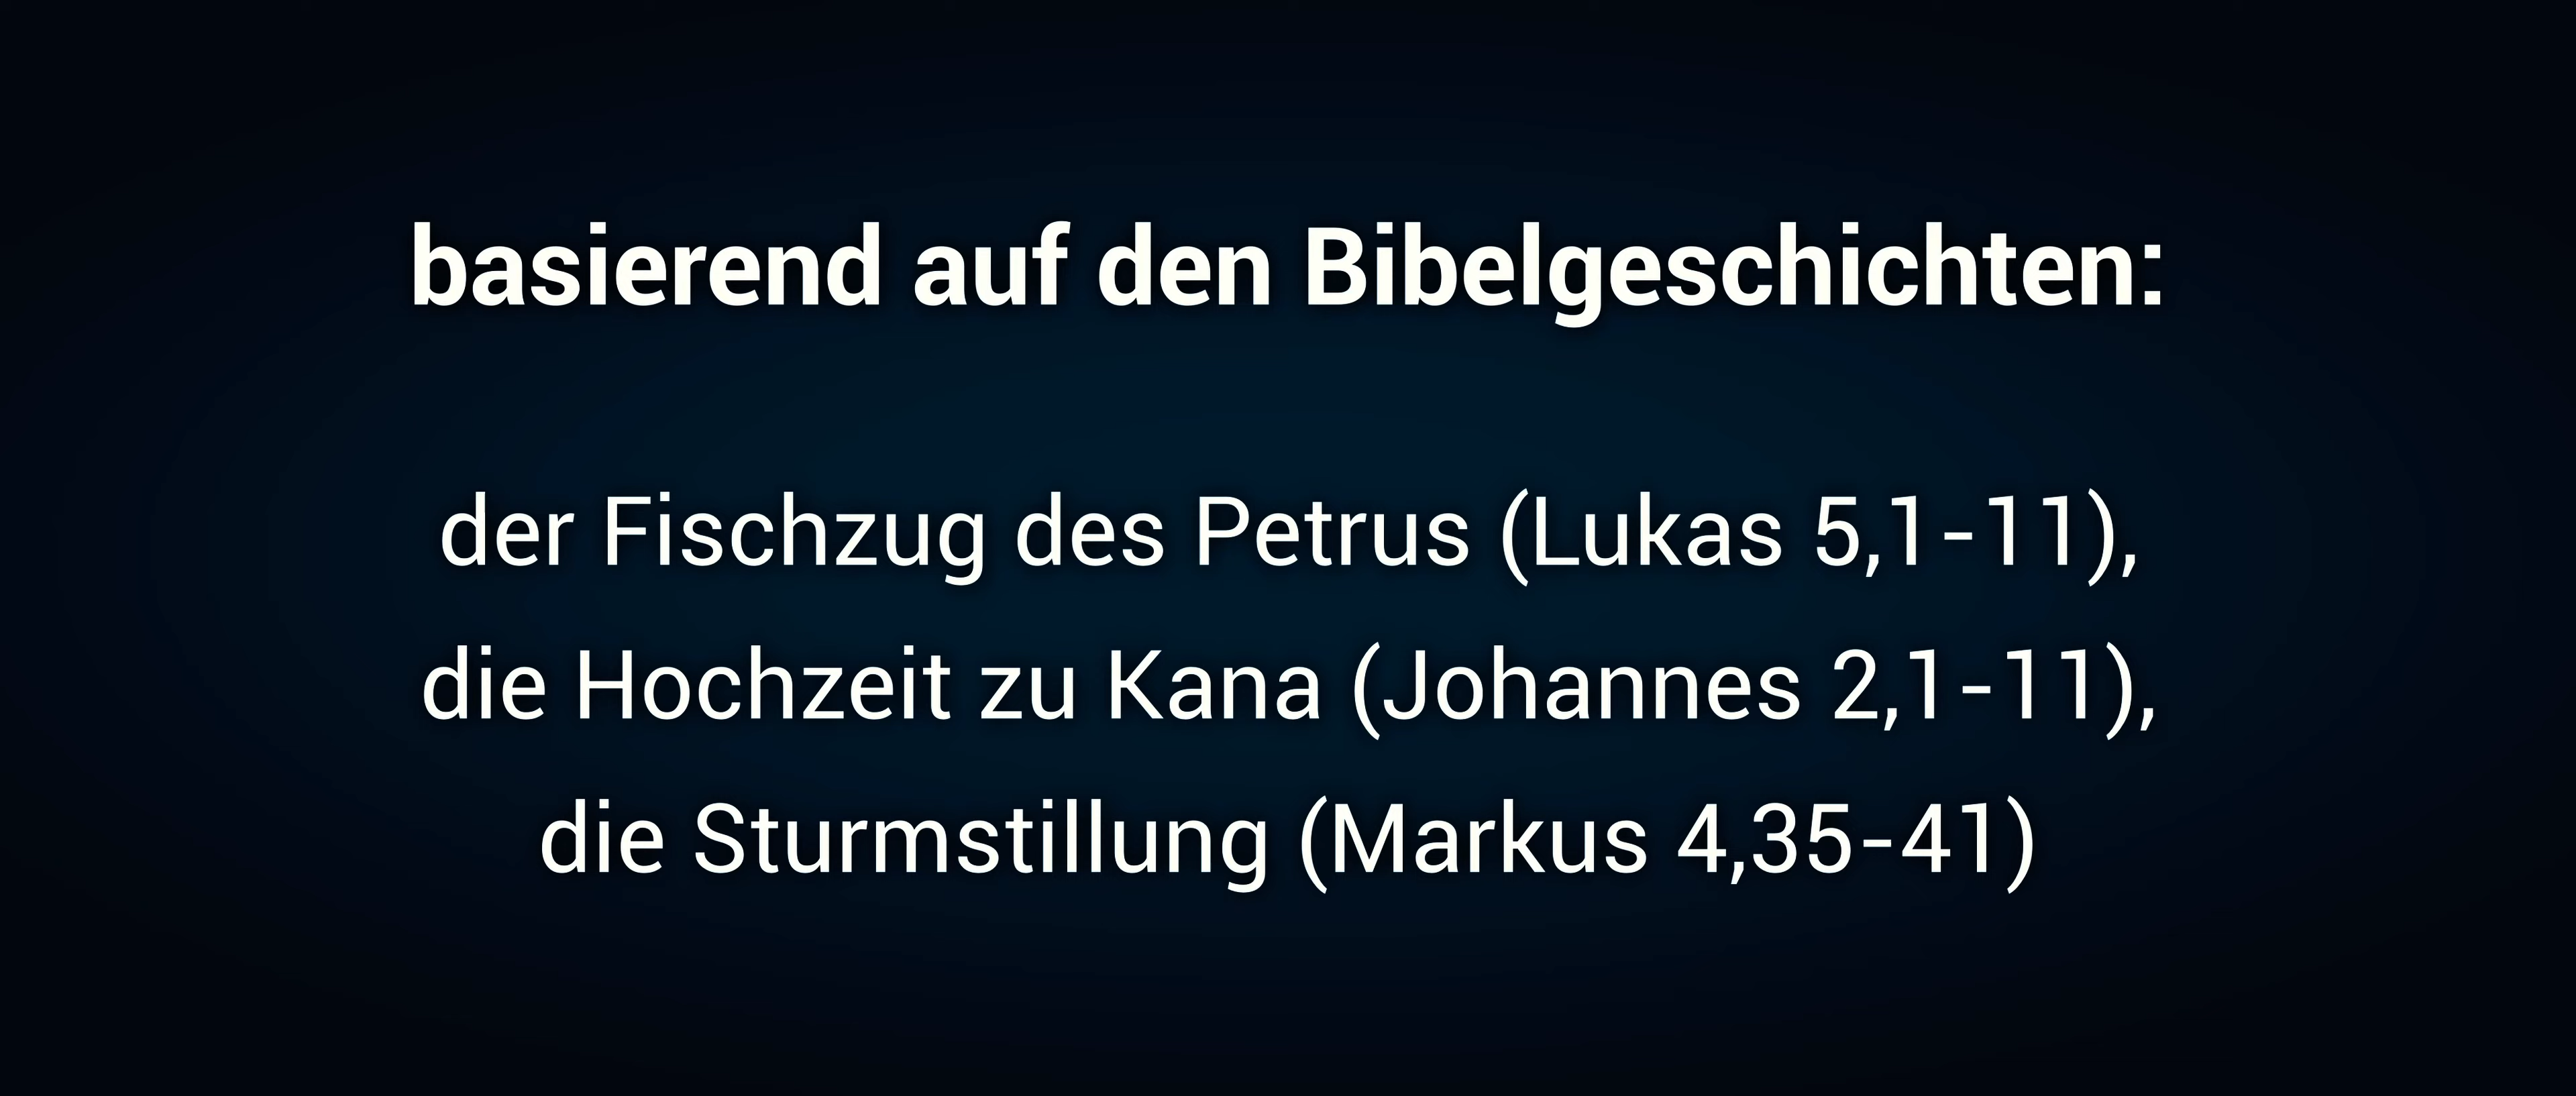 basierend auf den Bibelgeschichten:
der Fischzug des Petrus (Lukas 5,1-11),
die Hochzeit zu Kana (Johannes 2,1-11),
die Sturmstillung (Markus 4,35-41)